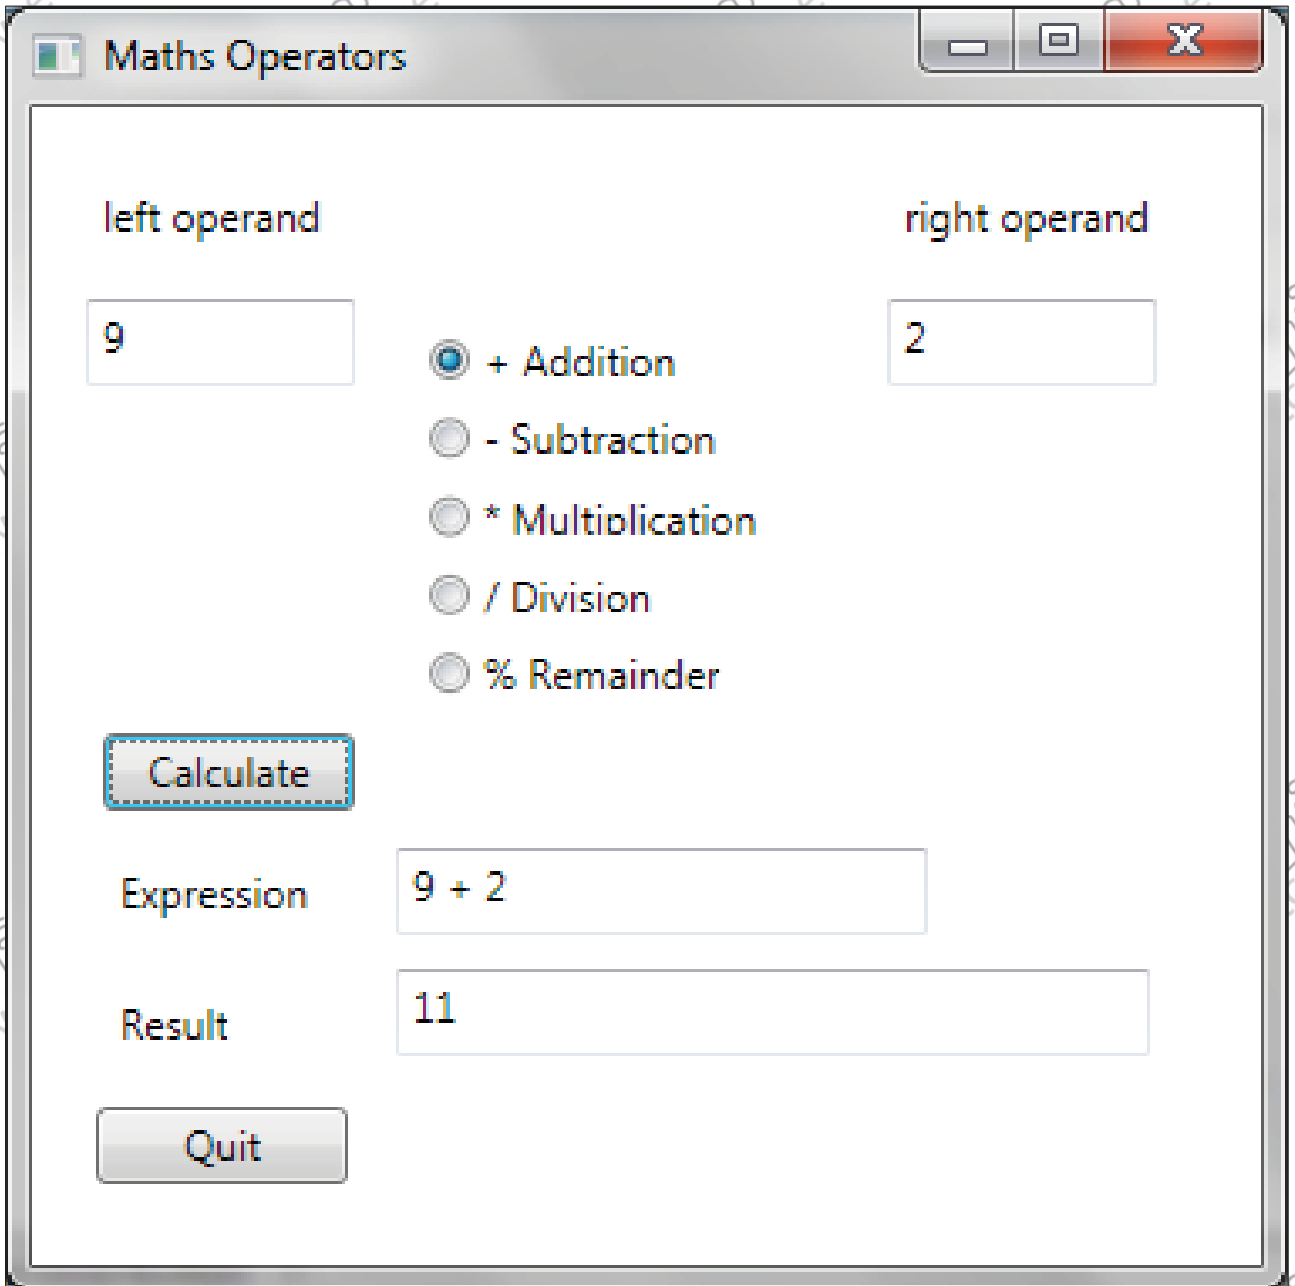 Maths Operators
left operand
right operand
9
2
+ Addition
- Subtraction
* Multiplication
/ Division
% Remainder
Calculate
Expression
9 + 2
Result
11
Quit